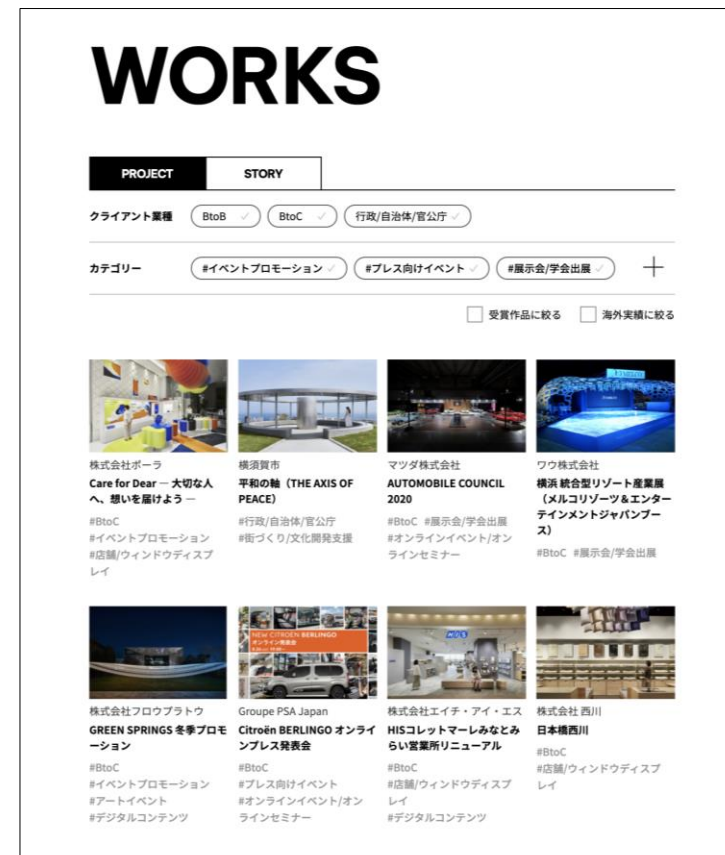 WORKS
PROJECT
STORY
クライアント業種
BtoB
BtoC
行政/自治体/官公庁
カテゴリー
#イベントプロモーション
#プレス向けイベント
#展示会/学会出展
受賞作品に絞る
海外実績に絞る
株式会社ポーラ
Care for Dear ― 大切な人
へ、想いを届けよう ―
#BtoC
#イベントプロモーション
#店舗/ウィンドウディスプ
レイ
横須賀市
平和の軸（THE AXIS OF
PEACE）
#行政/自治体/官公庁
#街づくり/文化開発支援
マツダ株式会社
AUTOMOBILE COUNCIL
2020
#BtoC #展示会/学会出展
#オンラインイベント/オン
ラインセミナー
ワウ株式会社
横浜 統合型リゾート産業展
（メルコリゾーツ＆エンター
テインメントジャパンブー
ス）
#BtoC #展示会/学会出展
株式会社フロウプラトウ
GREEN SPRINGS 冬季プロモ
ーション
#BtoC
#イベントプロモーション
#アートイベント
#デジタルコンテンツ
NEW CITROËN BERLINGO
オンライン発表会
Groupe PSA Japan
Citroën BERLINGO オンライ
ンプレス発表会
#BtoC
#プレス向けイベント
#オンラインイベント/オン
ラインセミナー
HIS
株式会社エイチ・アイ・エス
HISコレットマーレみなとみ
らい営業所リニューアル
#BtoC
#店舗/ウィンドウディスプ
レイ
#デジタルコンテンツ
株式会社 西川
日本橋西川
#BtoC
#店舗/ウィンドウディスプ
レイ